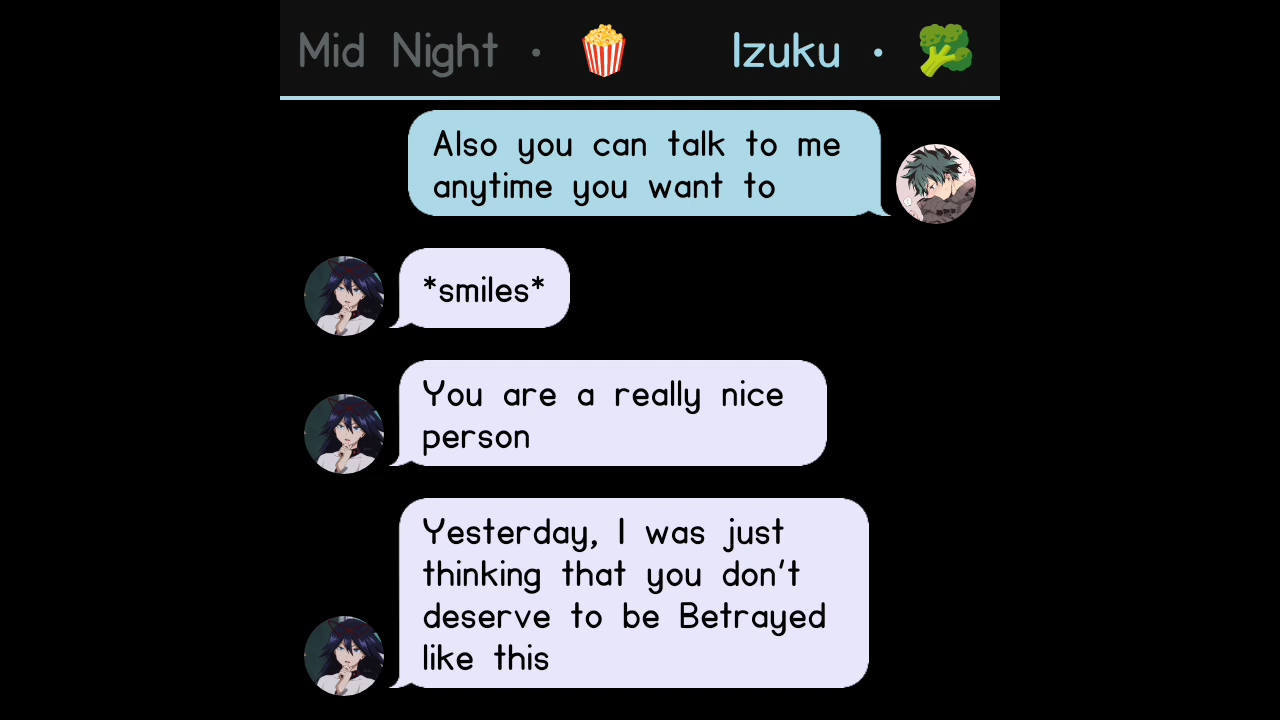 Mid Night · Izuku ·
Also you can talk to me
anytime you want to
*smiles*
You are a really nice
person
Yesterday, I was just
thinking that you don't
deserve to be Betrayed
like this